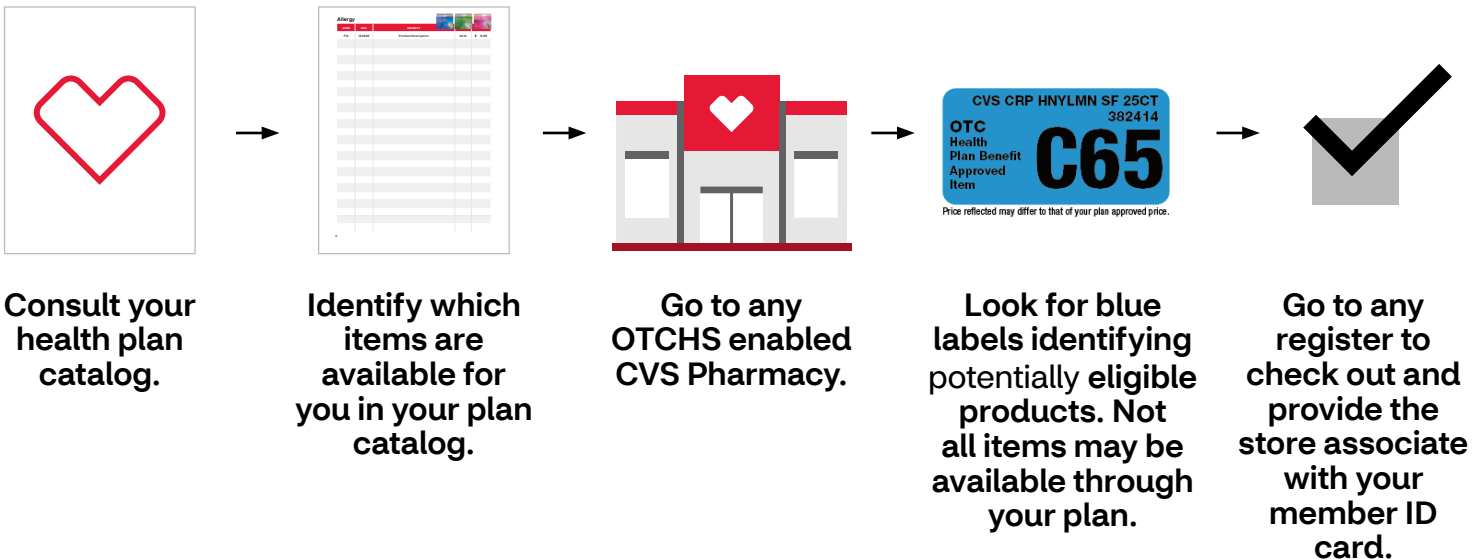 Allergy
Product Description
CVS CRP HNYLMN SF 25CT
382414
OTC
Health
Plan Benefit
Approved
Item
C65
Price reflected may differ to that of your plan approved price.
Consult your
health plan
catalog.
Identify which
items are
available for
you in your plan
catalog.
Go to any
OTCHS enabled
CVS Pharmacy.
Look for blue
labels identifying
potentially eligible
products. Not
all items may be
available through
your plan.
Go to any
register to
check out and
provide the
store associate
with your
member ID
card.